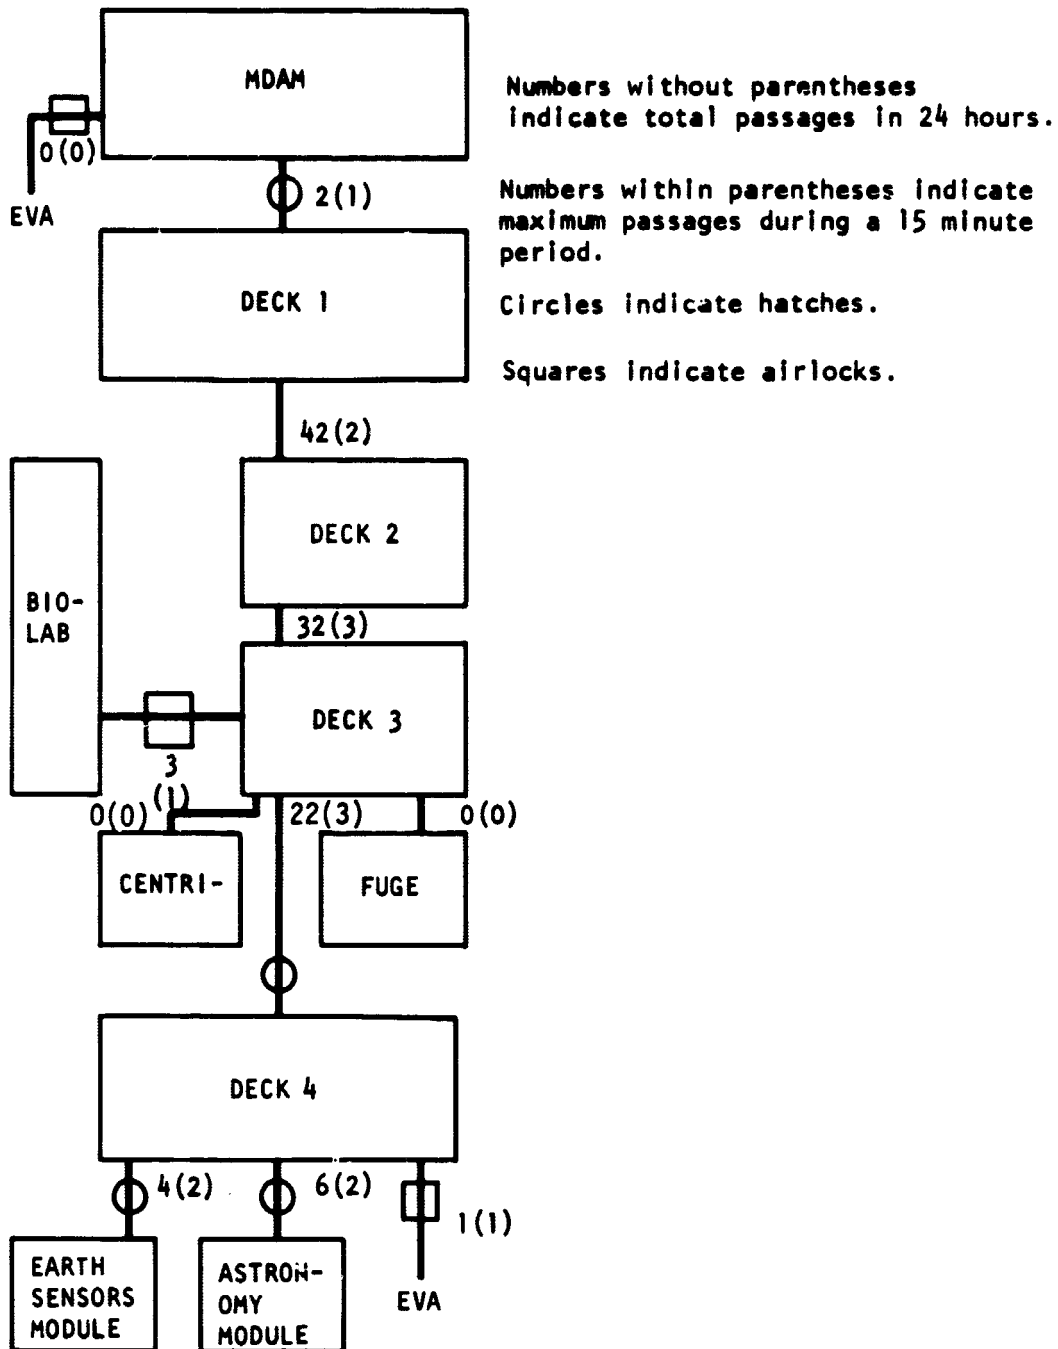 MDAM
Numbers without parentheses
indicate total passages in 24 hours.
0(0)
EVA
2(1)
Numbers within parentheses indicate
maximum passages during a 15 minute
period.
DECK 1
Circles indicate hatches.
Squares indicate airlocks.
42(2)
DECK 2
BIO-
LAB
32(3)
DECK 3
3
(1)
0(0)
22(3)
0(0)
CENTRI-
FUGE
DECK 4
4(2)
6(2)
1(1)
EARTH
SENSORS
MODULE
ASTRON-
OMY
MODULE
EVA